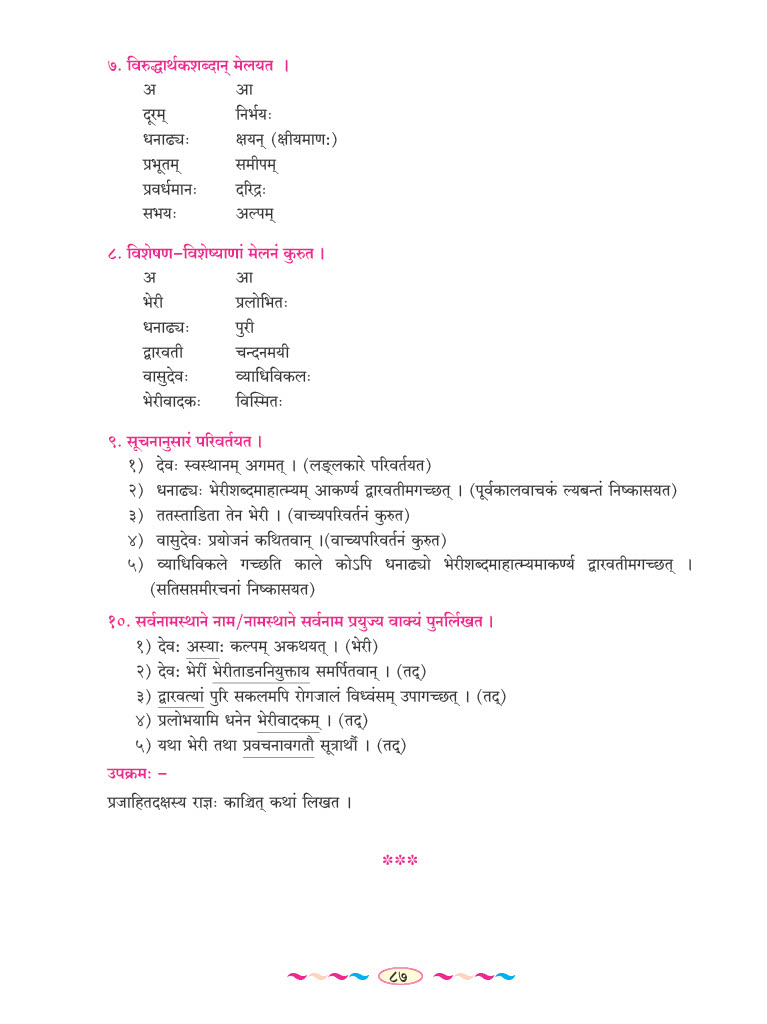 ७. विरुद्धार्थकशब्दान् मेलयत ।
अ आ
दूरम् निर्भयः
धनाढ्यः क्षयन् (क्षीयमाण:)
प्रभूतम् समीपम्
प्रवर्धमानः दरिद्रः
सभयः अल्पम्
८. विशेषण–विशेष्याणां मेलनं कुरुत ।
अ आ
भेरी प्रलोभितः
धनाढ्यः पुरी
द्वारवती चन्दनमयी
वासुदेवः व्याधिविकलः
भेरीवादकः विस्मितः
९. सूचनानुसारं परिवर्तयत ।
१) देवः स्वस्थानम् अगमत् । (लङ्लकारे परिवर्तयत)
२) धनाढ्यः भेरीशब्दमाहात्म्यम् आकर्ण्य द्वारवतीमगच्छत् । (पूर्वकालवाचकं ल्यबन्तं निष्कासयत)
३) ततस्ताडिता तेन भेरी । (वाच्यपरिवर्तनं कुरुत)
४) वासुदेवः प्रयोजनं कथितवान् ।(वाच्यपरिवर्तनं कुरुत)
५) व्याधिविकले गच्छति काले कोऽपि धनाढ्यो भेरीशब्दमाहात्म्यमाकर्ण्य द्वारवतीमगच्छत् ।
(सतिसप्तमीरचनां निष्कासयत)
१०. सर्वनामस्थाने नाम/नामस्थाने सर्वनाम प्रयुज्य वाक्यं पुनर्लिखत ।
१) देव: अस्या: कल्पम् अकथयत् । (भेरी)
२) देव: भेरीं भेरीताडननियुक्ताय समर्पितवान् । (तद्)
३) द्वारवत्यां पुरि सकलमपि रोगजालं विध्वंसम् उपागच्छत् । (तद्)
४) प्रलोभयामि धनेन भेरीवादकम् । (तद्)
५) यथा भेरी तथा प्रवचनावगतौ सूत्रार्थौ । (तद्)
उपक्रमः –
प्रजाहितदक्षस्य राज्ञः काञ्चित् कथां लिखत ।
***
८७